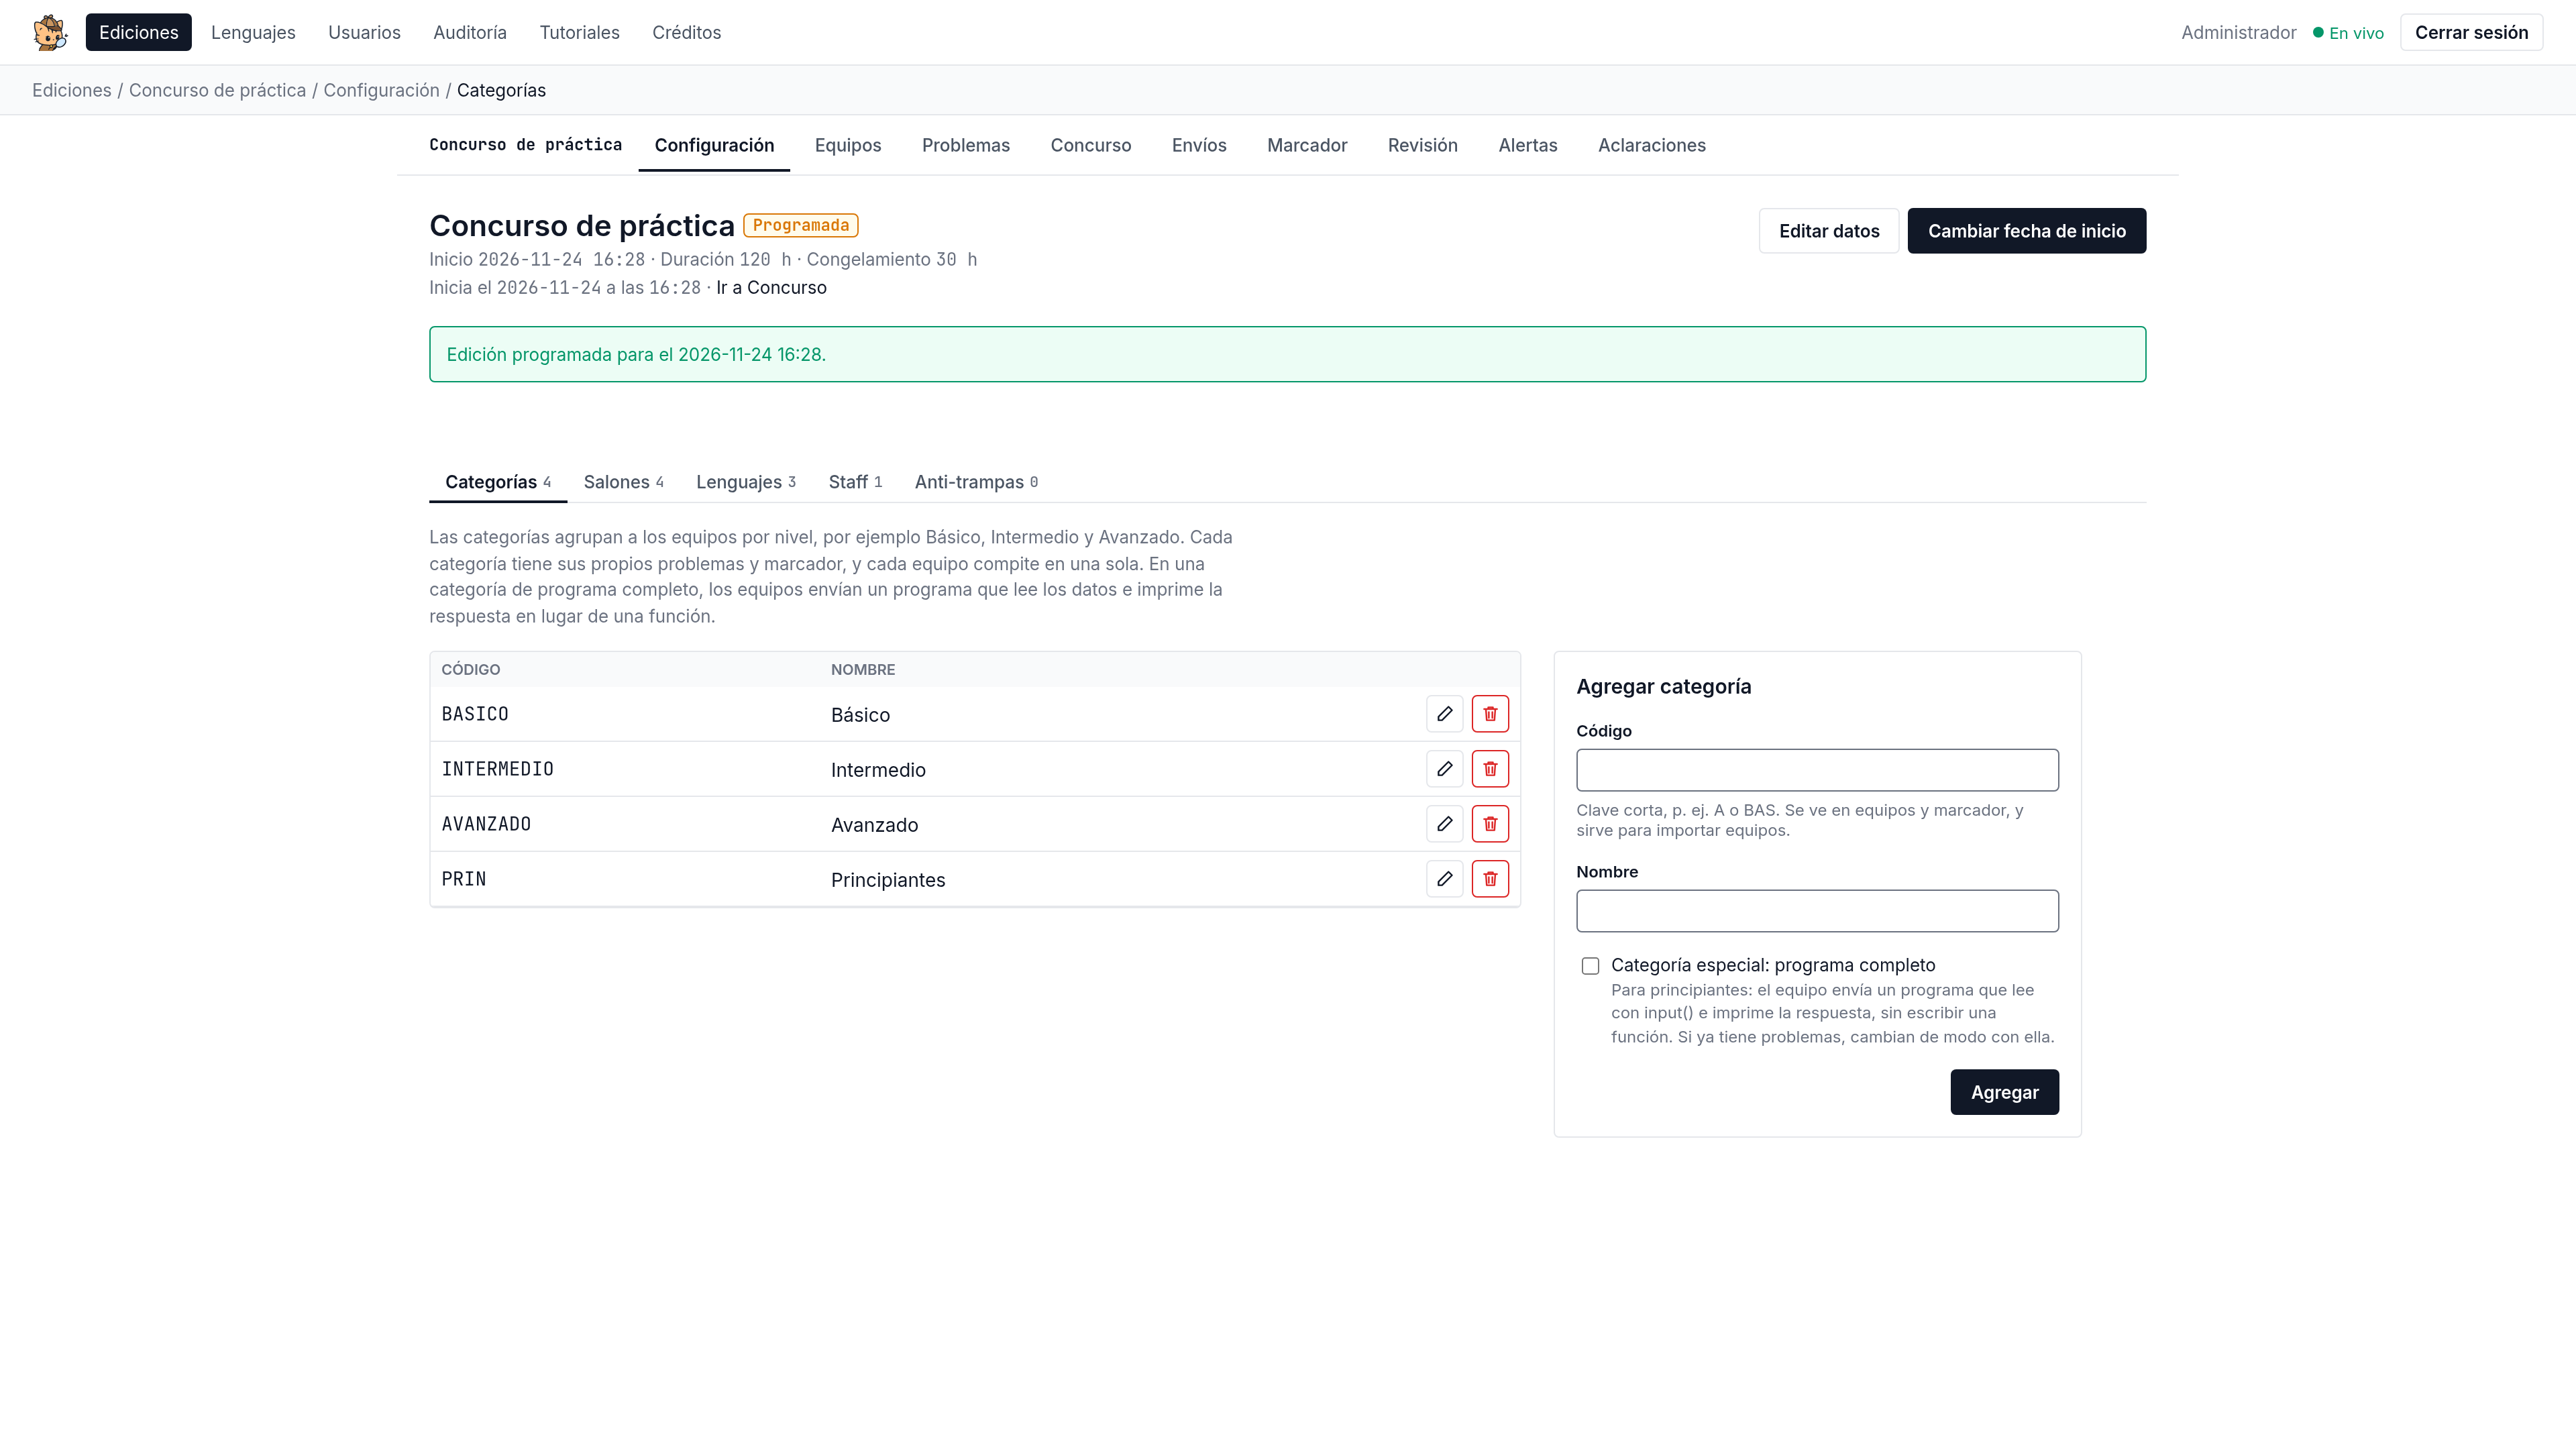 Ediciones Lenguajes Usuarios Auditoría Tutoriales Créditos Administrador En vivo Cerrar sesión
Ediciones / Concurso de práctica / Configuración / Categorías
Concurso de práctica Configuración Equipos Problemas Concurso Envíos Marcador Revisión Alertas Aclaraciones
Concurso de práctica Programada
Editar datos Cambiar fecha de inicio
Inicio 2026-11-24 16:28 · Duración 120 h · Congelamiento 30 h
Inicia el 2026-11-24 a las 16:28 · Ir a Concurso
Edición programada para el 2026-11-24 16:28.
Categorías 4 Salones 4 Lenguajes 3 Staff 1 Anti-trampas 0
Las categorías agrupan a los equipos por nivel, por ejemplo Básico, Intermedio y Avanzado. Cada
categoría tiene sus propios problemas y marcador, y cada equipo compite en una sola. En una
categoría de programa completo, los equipos envían un programa que lee los datos e imprime la
respuesta en lugar de una función.
CÓDIGO NOMBRE
BASICO Básico
INTERMEDIO Intermedio
AVANZADO Avanzado
PRIN Principiantes
Agregar categoría
Código
Clave corta, p. ej. A o BAS. Se ve en equipos y marcador, y
sirve para importar equipos.
Nombre
Categoría especial: programa completo
Para principiantes: el equipo envía un programa que lee
con input() e imprime la respuesta, sin escribir una
función. Si ya tiene problemas, cambian de modo con ella.
Agregar